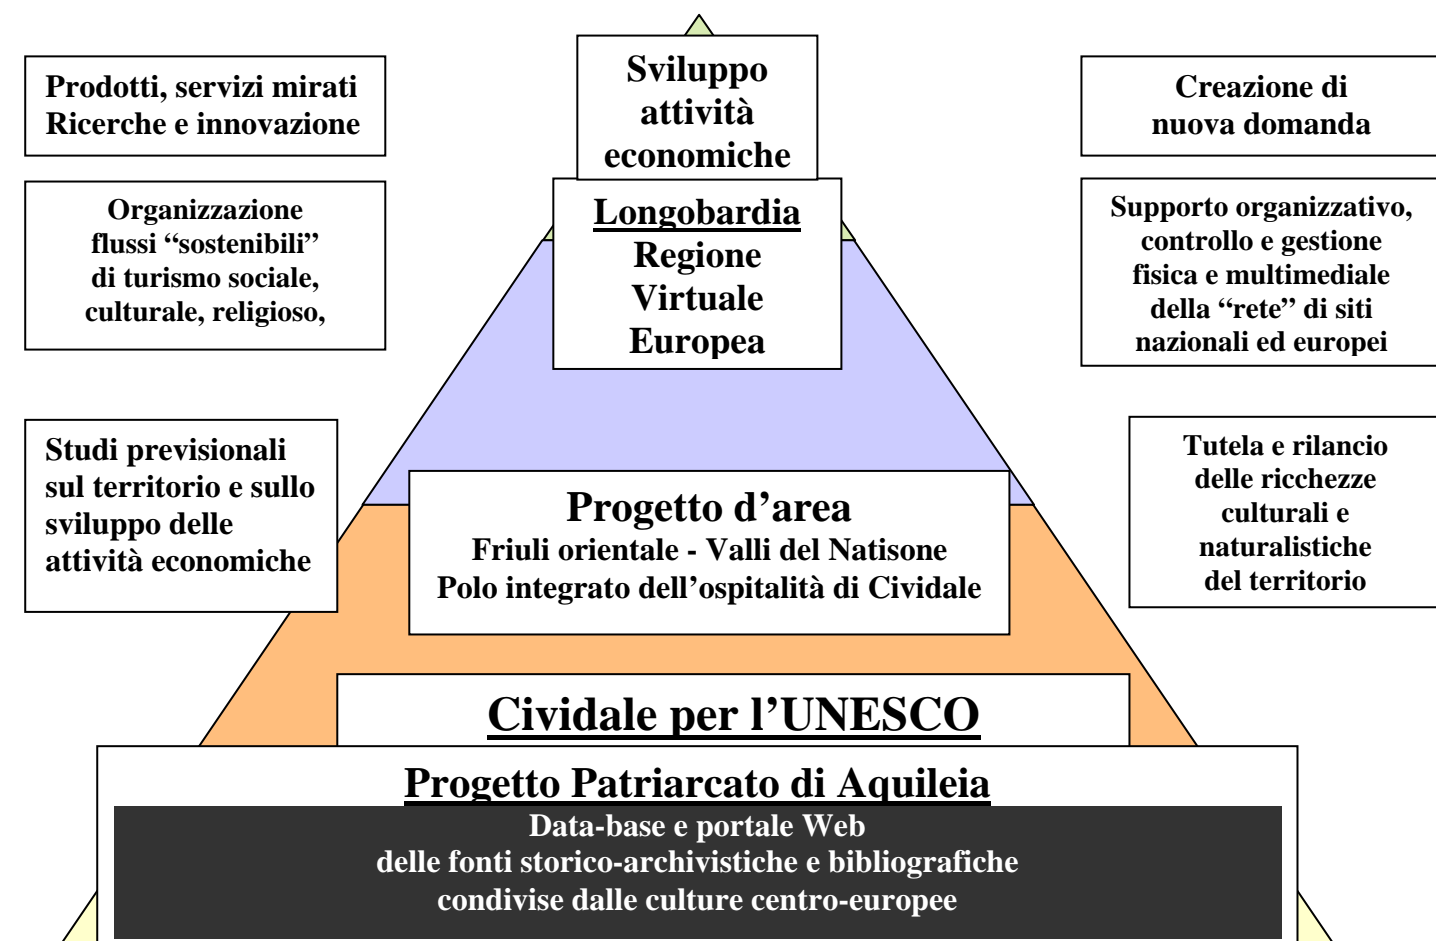 Prodotti, servizi mirati
Ricerche e innovazione
Sviluppo
attività
economiche
Creazione di
nuova domanda
Organizzazione
flussi “sostenibili”
di turismo sociale,
culturale, religioso,
Longobardia
Regione
Virtuale
Europea
Supporto organizzativo,
controllo e gestione
fisica e multimediale
della “rete” di siti
nazionali ed europei
Studi previsionali
sul territorio e sullo
sviluppo delle
attività economiche
Progetto d’area
Friuli orientale - Valli del Natisone
Polo integrato dell’ospitalità di Cividale
Tutela e rilancio
delle ricchezze
culturali e
naturalistiche
del territorio
Cividale per l’UNESCO
Progetto Patriarcato di Aquileia
Data-base e portale Web
delle fonti storico-archivistiche e bibliografiche
condivise dalle culture centro-europee